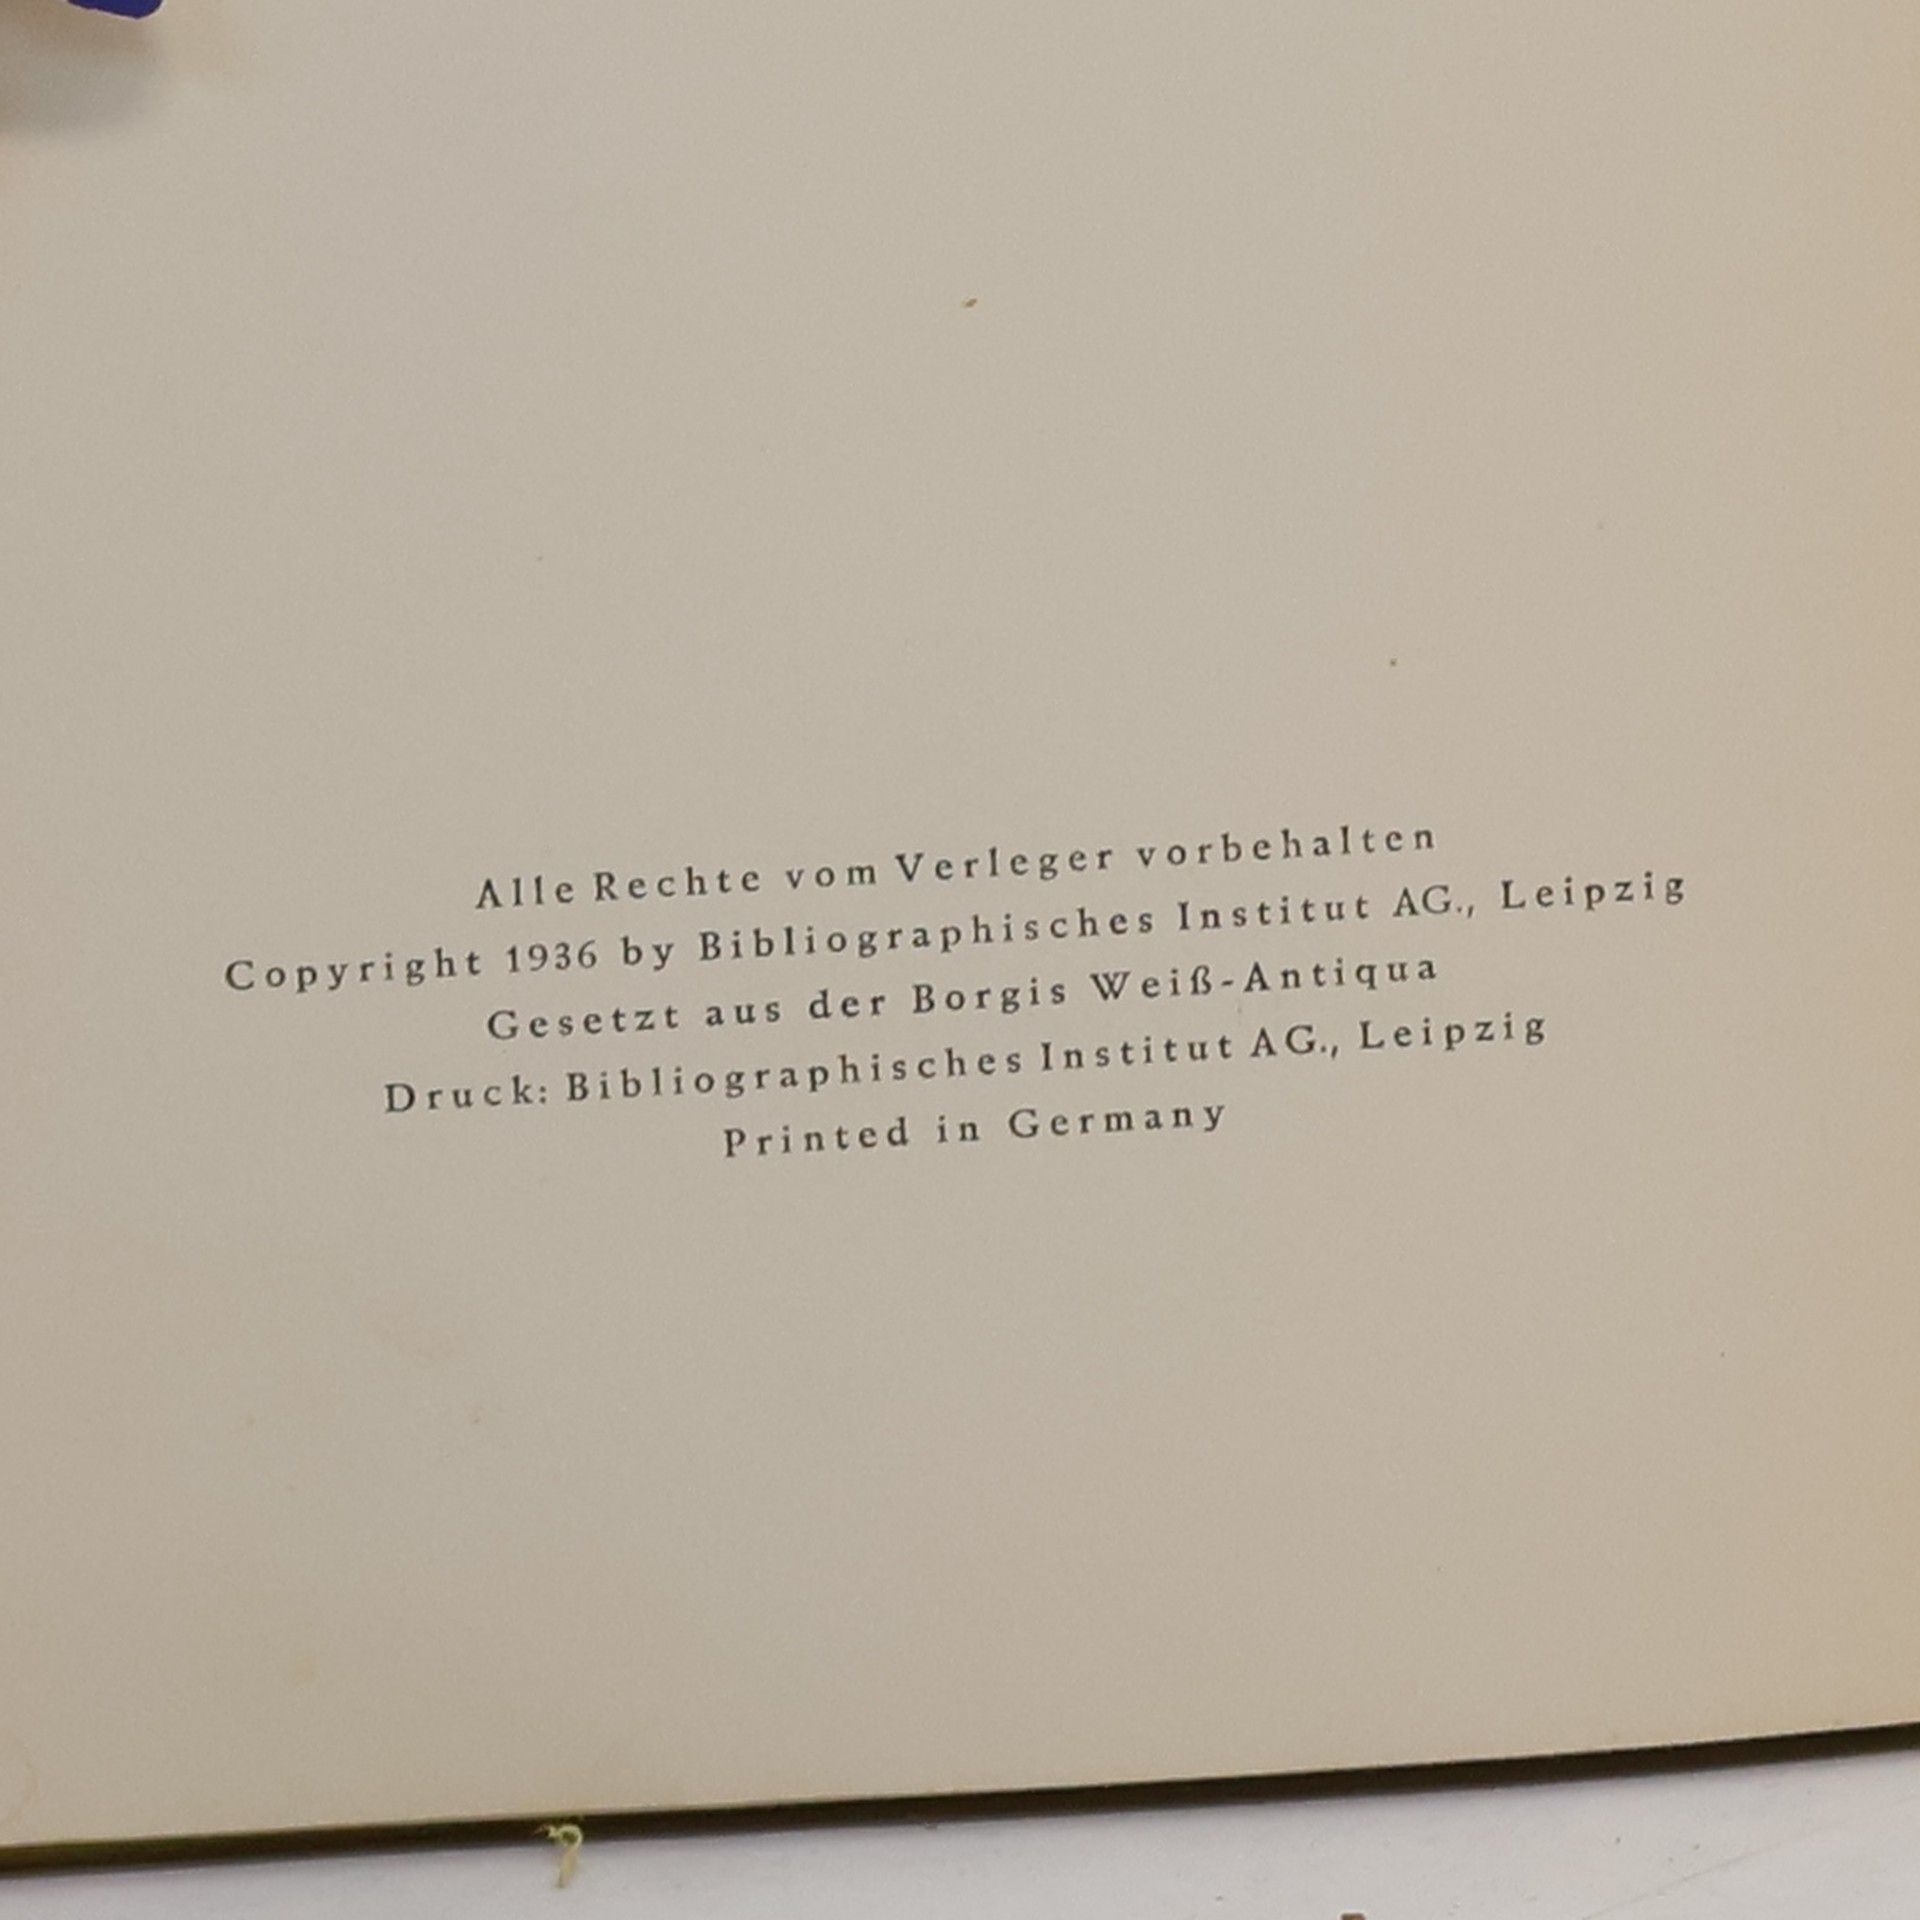 Alle Rechte vom Verleger vorbehalten
Copyright 1936 by Bibliographisches Institut AG., Leipzig
Gesetzt aus der Borgis Weiß-Antiqua
Druck: Bibliographisches Institut AG., Leipzig
Printed in Germany